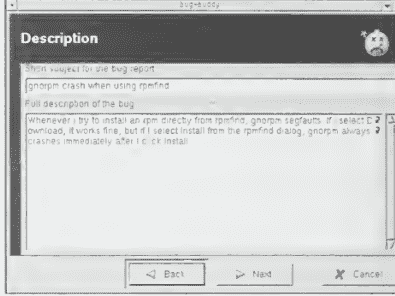 bug-buddy
Description
Short subject for the bug report
gnorpm crash when using rpmfind
Full description of the bug
Whenever i try to install an rpm directly from rpmfind, gnorpm segfaults. If i select D
ownload, it works fine, but if I select Install from the rpmfind dialog, gnorpm always
crashes immediately after I click Install
Back
Next
Cancel